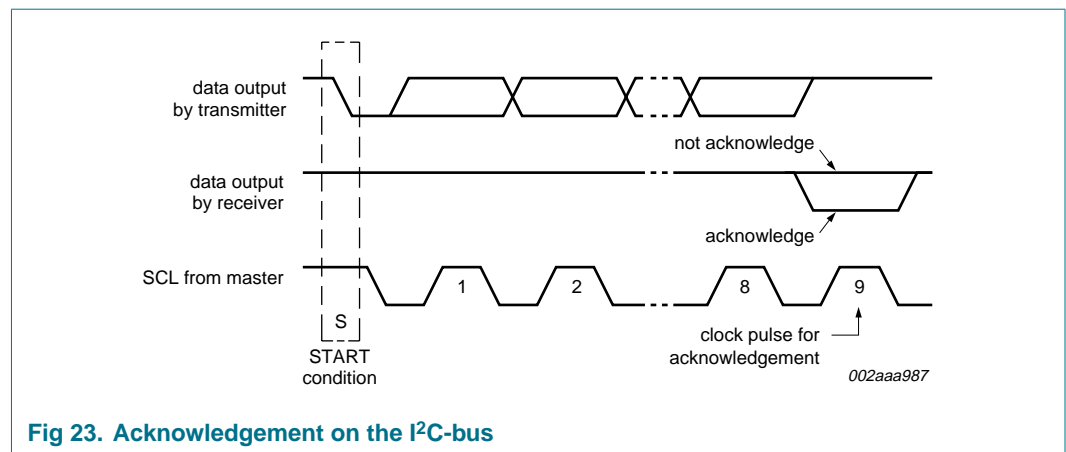 data output
by transmitter
not acknowledge
data output
by receiver
acknowledge
SCL from master
1
2
8
9
S
START
condition
clock pulse for
acknowledgement
002aaa987
Fig 23. Acknowledgement on the I²C-bus